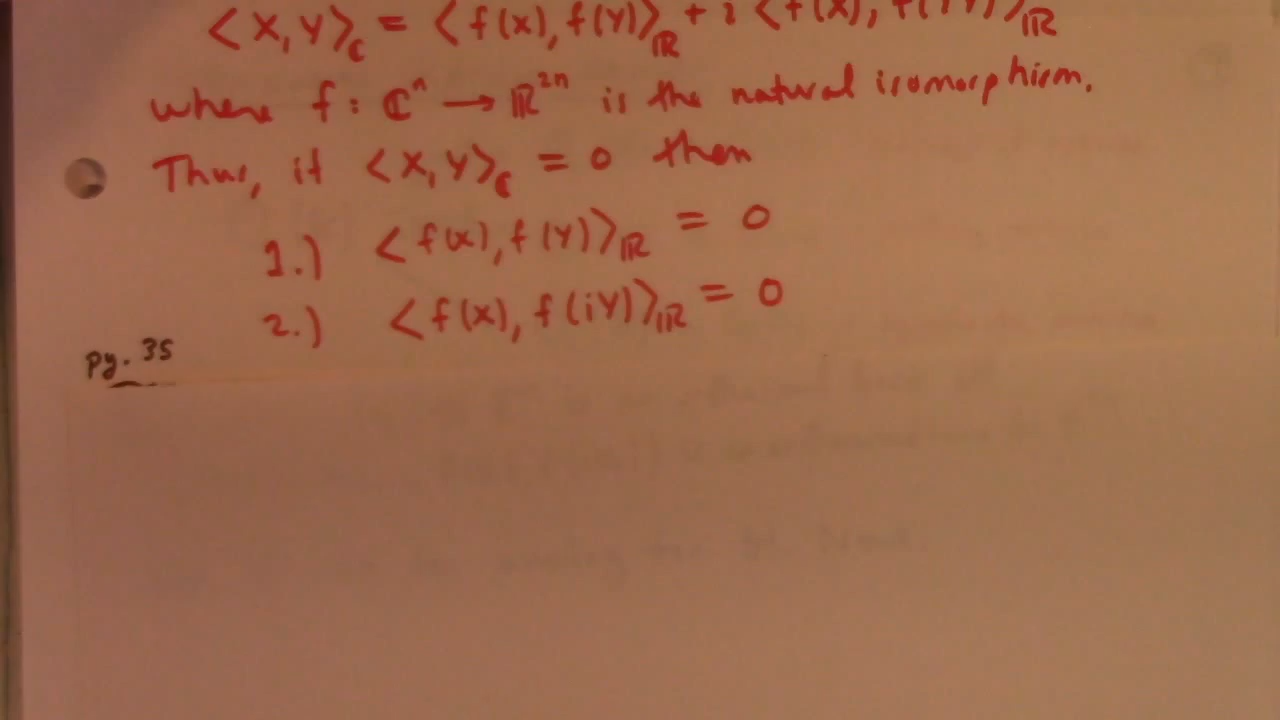 ⟨X, Y⟩_ℂ = ⟨f(x), f(Y)⟩_ℝ + i ⟨f(x), f(iY)⟩_ℝ
where f : ℂⁿ → ℝ²ⁿ is the natural isomorphism.
Thus, if ⟨X, Y⟩_ℂ = 0 then
1.) ⟨f(x), f(Y)⟩_ℝ = 0
2.) ⟨f(x), f(iY)⟩_ℝ = 0
pg. 35